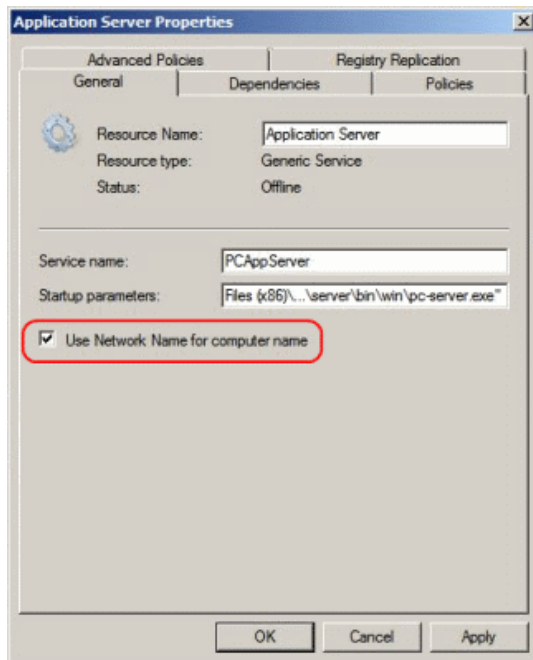 Application Server Properties
Advanced Policies
Registry Replication
General
Dependencies
Policies
Resource Name:
Application Server
Resource type:
Generic Service
Status:
Offline
Service name:
PCAppServer
Startup parameters:
Files (x86)\...\server\bin\win\pc-server.exe"
Use Network Name for computer name
OK
Cancel
Apply